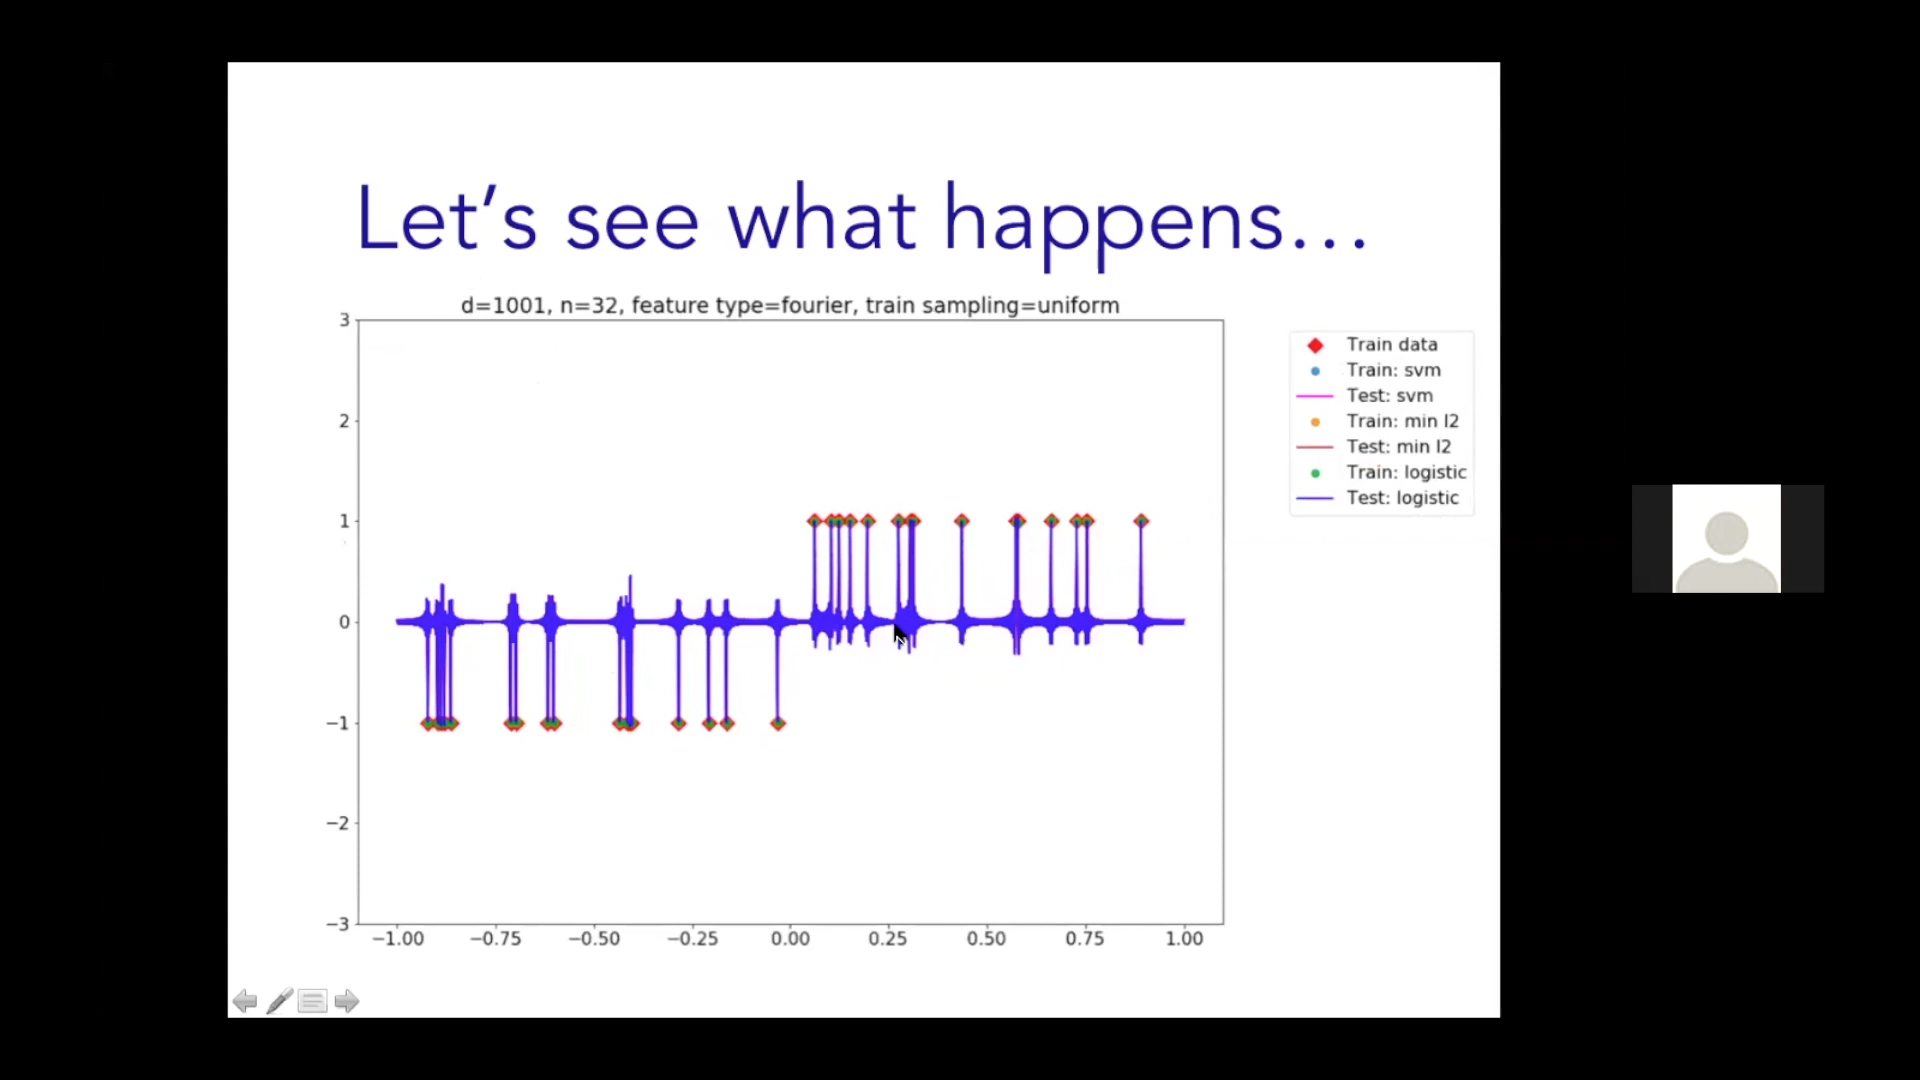 Let’s see what happens...
d=1001, n=32, feature type=fourier, train sampling=uniform
3
2
1
0
−1
−2
−3
−1.00 −0.75 −0.50 −0.25 0.00 0.25 0.50 0.75 1.00
Train data
Train: svm
Test: svm
Train: min l2
Test: min l2
Train: logistic
Test: logistic